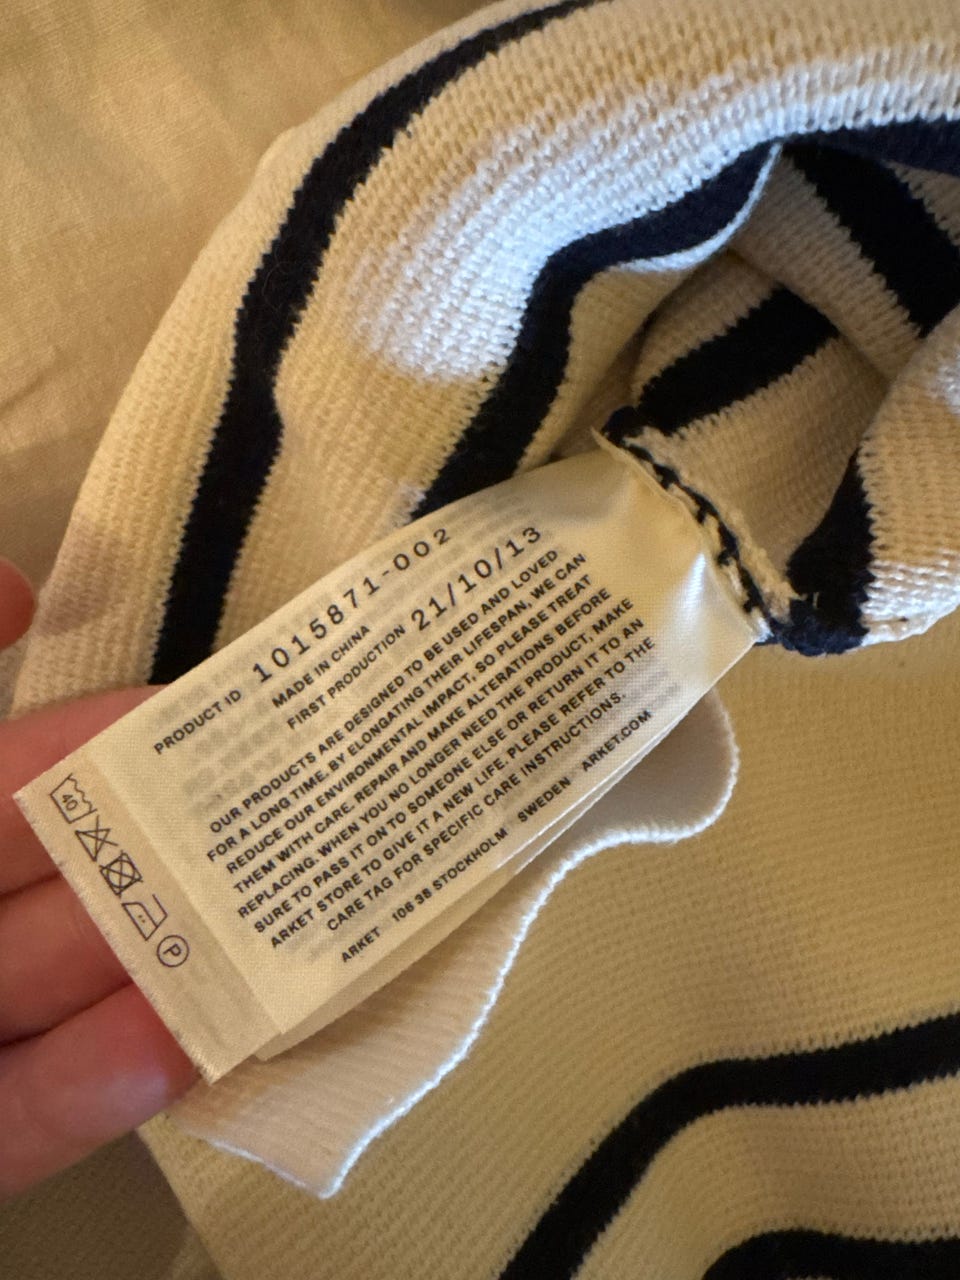 PRODUCT ID 1015871-002
MADE IN CHINA
FIRST PRODUCTION 21/10/13
OUR PRODUCTS ARE DESIGNED TO BE USED AND LOVED
FOR A LONG TIME. BY ELONGATING THEIR LIFESPAN, WE CAN
REDUCE OUR ENVIRONMENTAL IMPACT, SO PLEASE TREAT
THEM WITH CARE, REPAIR AND MAKE ALTERATIONS BEFORE
REPLACING. WHEN YOU NO LONGER NEED THE PRODUCT, MAKE
SURE TO PASS IT ON TO SOMEONE ELSE OR RETURN IT TO AN
ARKET STORE TO GIVE IT A NEW LIFE. PLEASE REFER TO THE
CARE TAG FOR SPECIFIC CARE INSTRUCTIONS.
ARKET 106 38 STOCKHOLM SWEDEN ARKET.COM
40
P